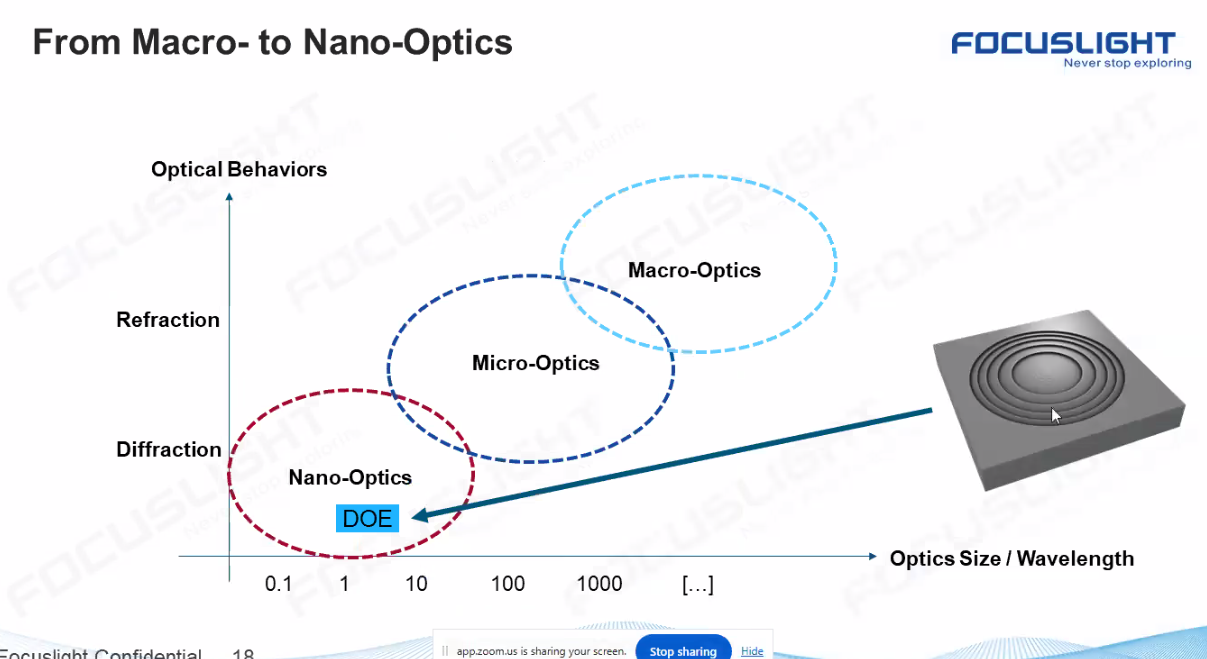 From Macro- to Nano-Optics
FOCUSLIGHT
Never stop exploring
Optical Behaviors
Macro-Optics
Refraction
Micro-Optics
Diffraction
Nano-Optics
DOE
Optics Size / Wavelength
0.1 1 10 100 1000 [...]
Focuslight Confidential 18
app.zoom.us is sharing your screen. Stop sharing Hide